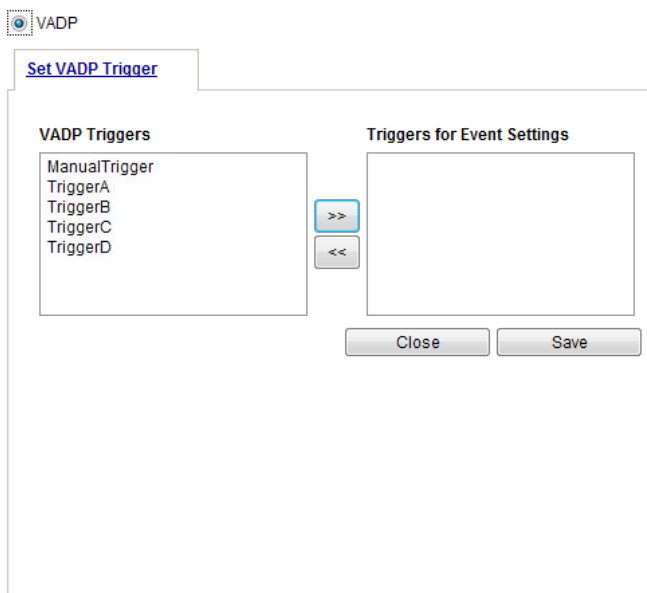 VADP
Set VADP Trigger
VADP Triggers
Triggers for Event Settings
ManualTrigger
TriggerA
TriggerB
TriggerC
TriggerD
>>
<<
Close
Save